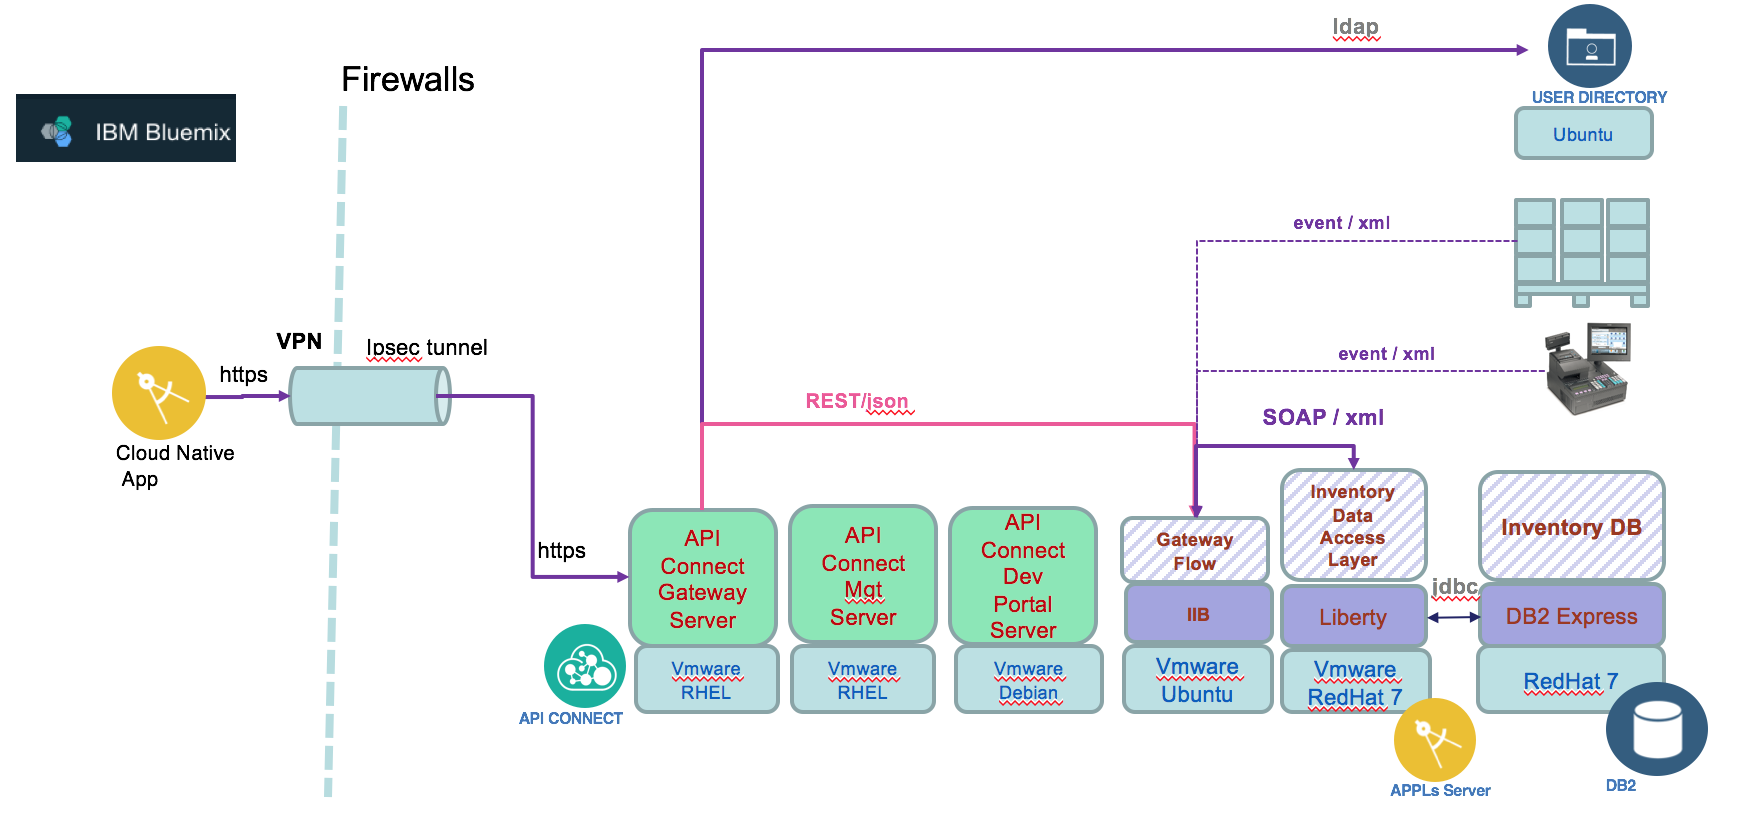 ldap
Firewalls
USER DIRECTORY
IBM Bluemix
Ubuntu
event / xml
VPN
Ipsec tunnel
event / xml
https
REST/json
SOAP / xml
Cloud Native
App
https
API
Connect
Gateway
Server
API
Connect
Mgt
Server
API
Connect
Dev
Portal
Server
Gateway
Flow
Inventory
Data
Access
Layer
Inventory DB
IIB
Liberty
jdbc
DB2 Express
Vmware
RHEL
Vmware
RHEL
Vmware
Debian
Vmware
Ubuntu
Vmware
RedHat 7
RedHat 7
API CONNECT
APPLs Server
DB2